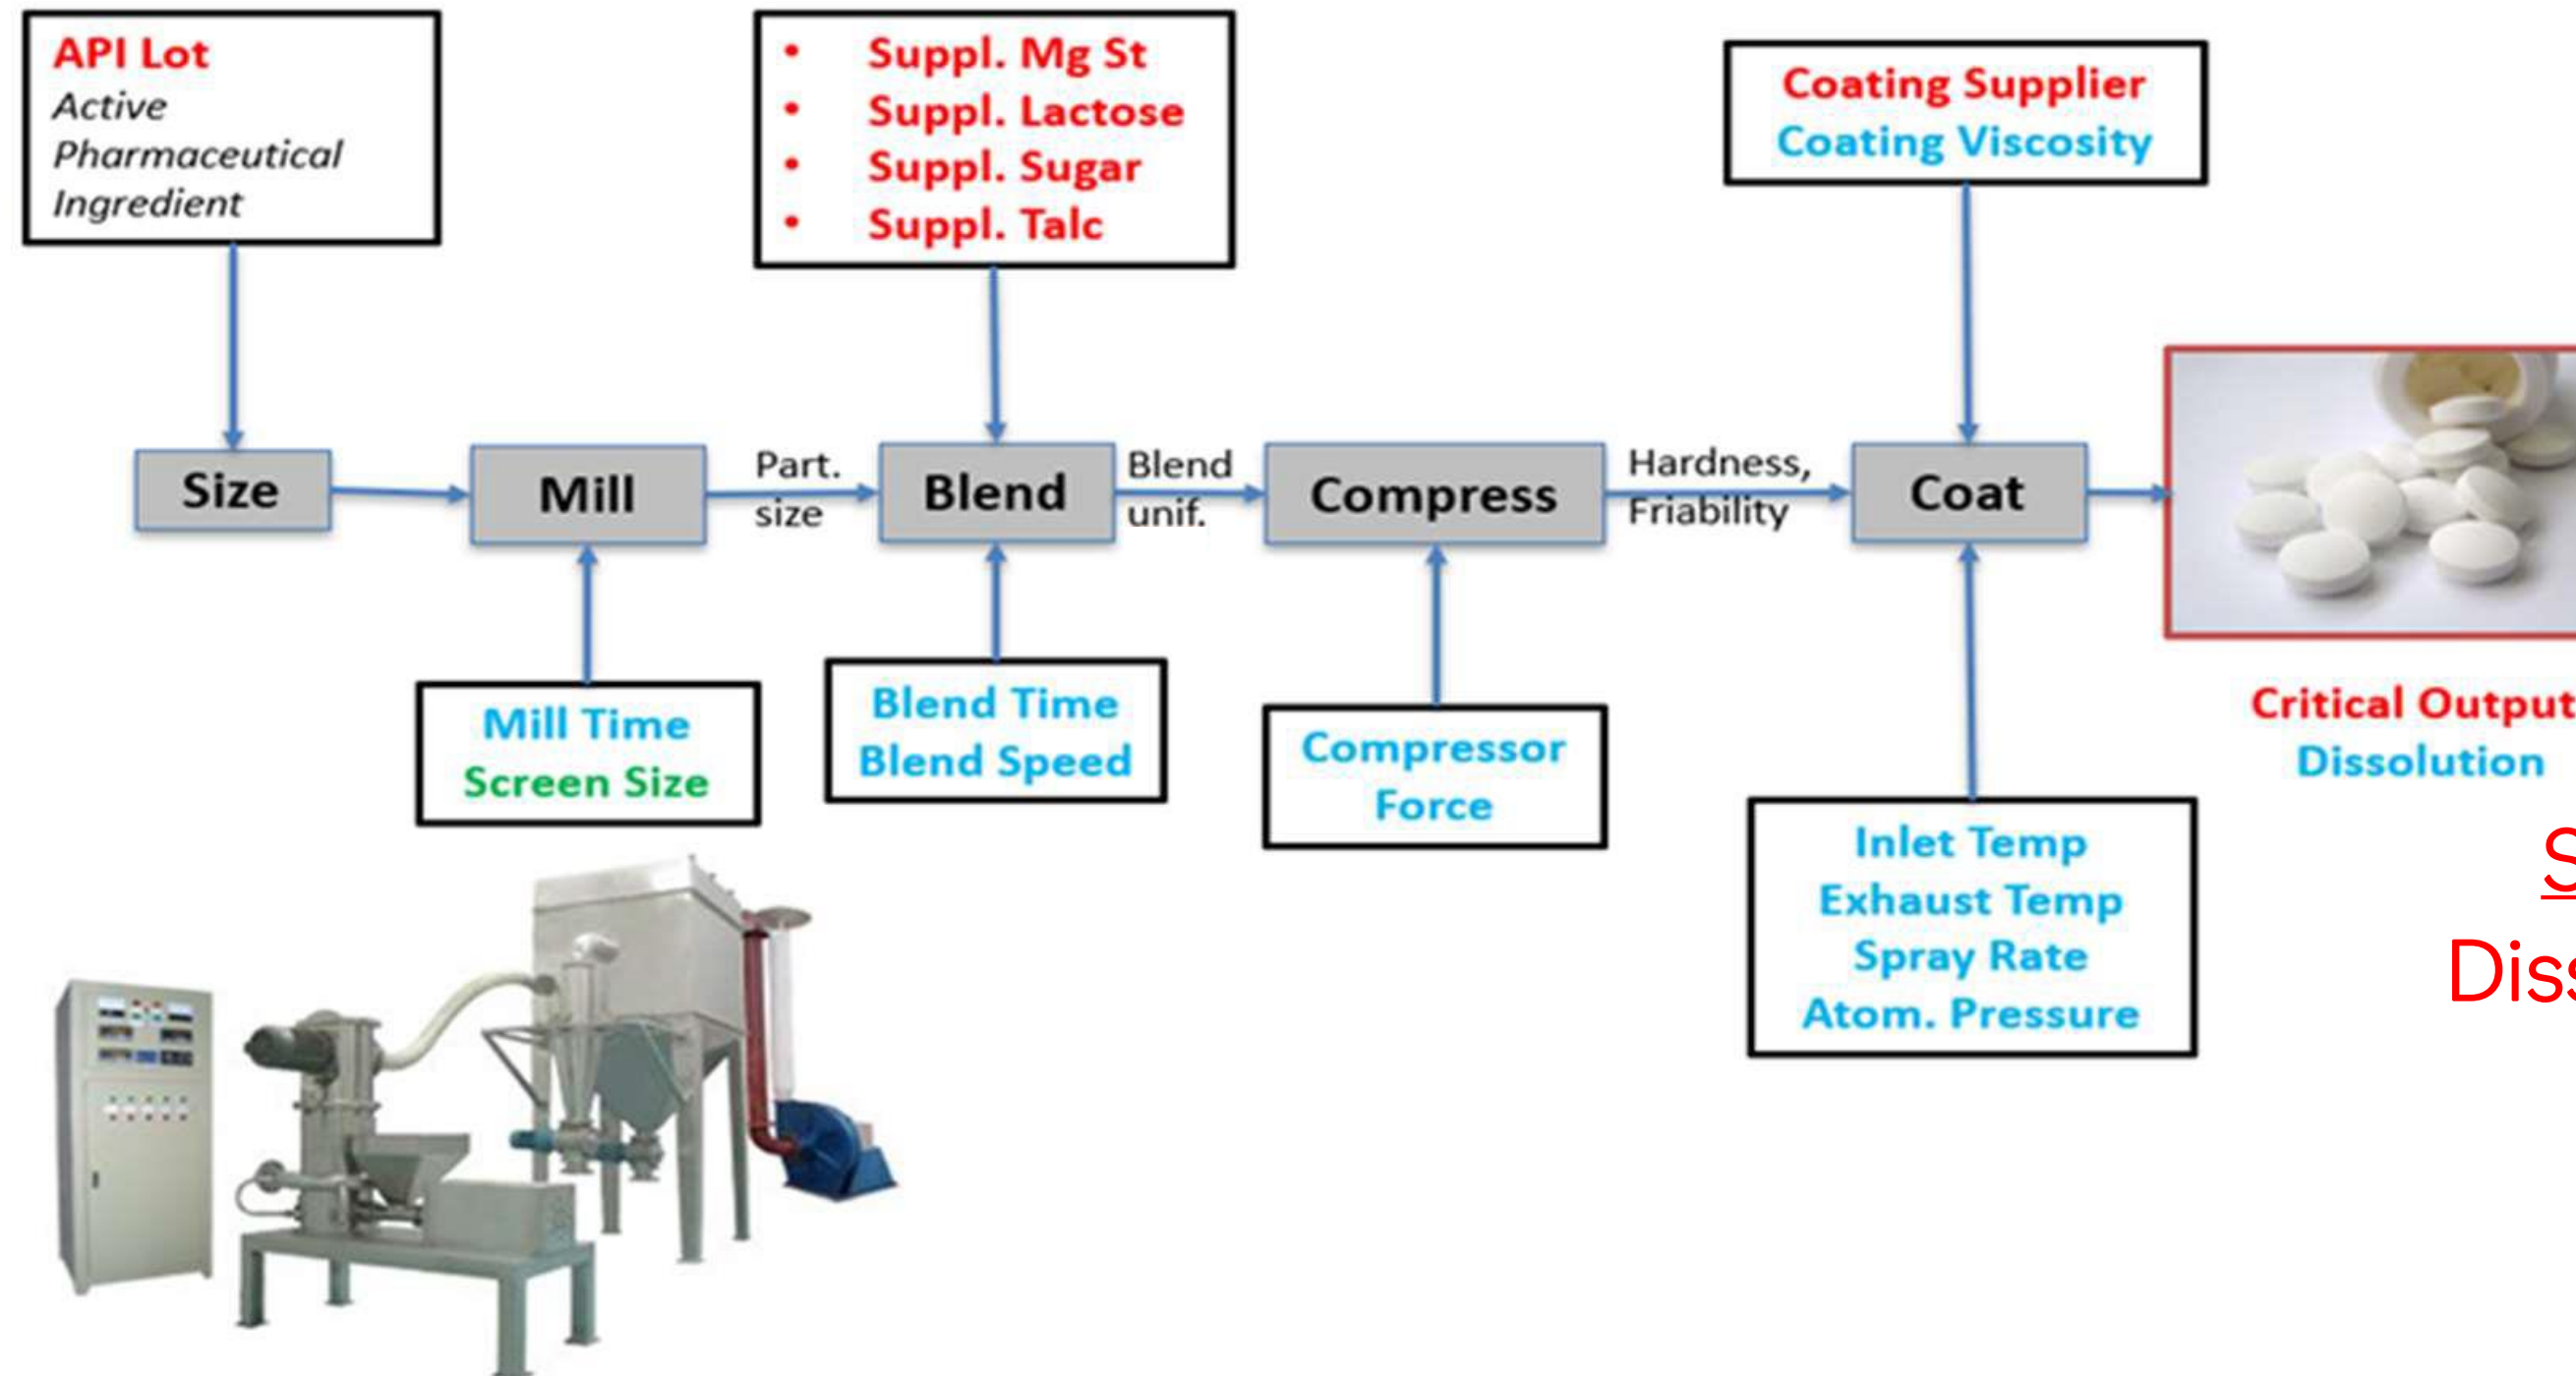 API Lot
Active
Pharmaceutical
Ingredient
• Suppl. Mg St
• Suppl. Lactose
• Suppl. Sugar
• Suppl. Talc
Coating Supplier
Coating Viscosity
Size
Mill
Part.
size
Blend
Blend
unif.
Compress
Hardness,
Friability
Coat
Mill Time
Screen Size
Blend Time
Blend Speed
Compressor
Force
Inlet Temp
Exhaust Temp
Spray Rate
Atom. Pressure
Critical Output
Dissolution